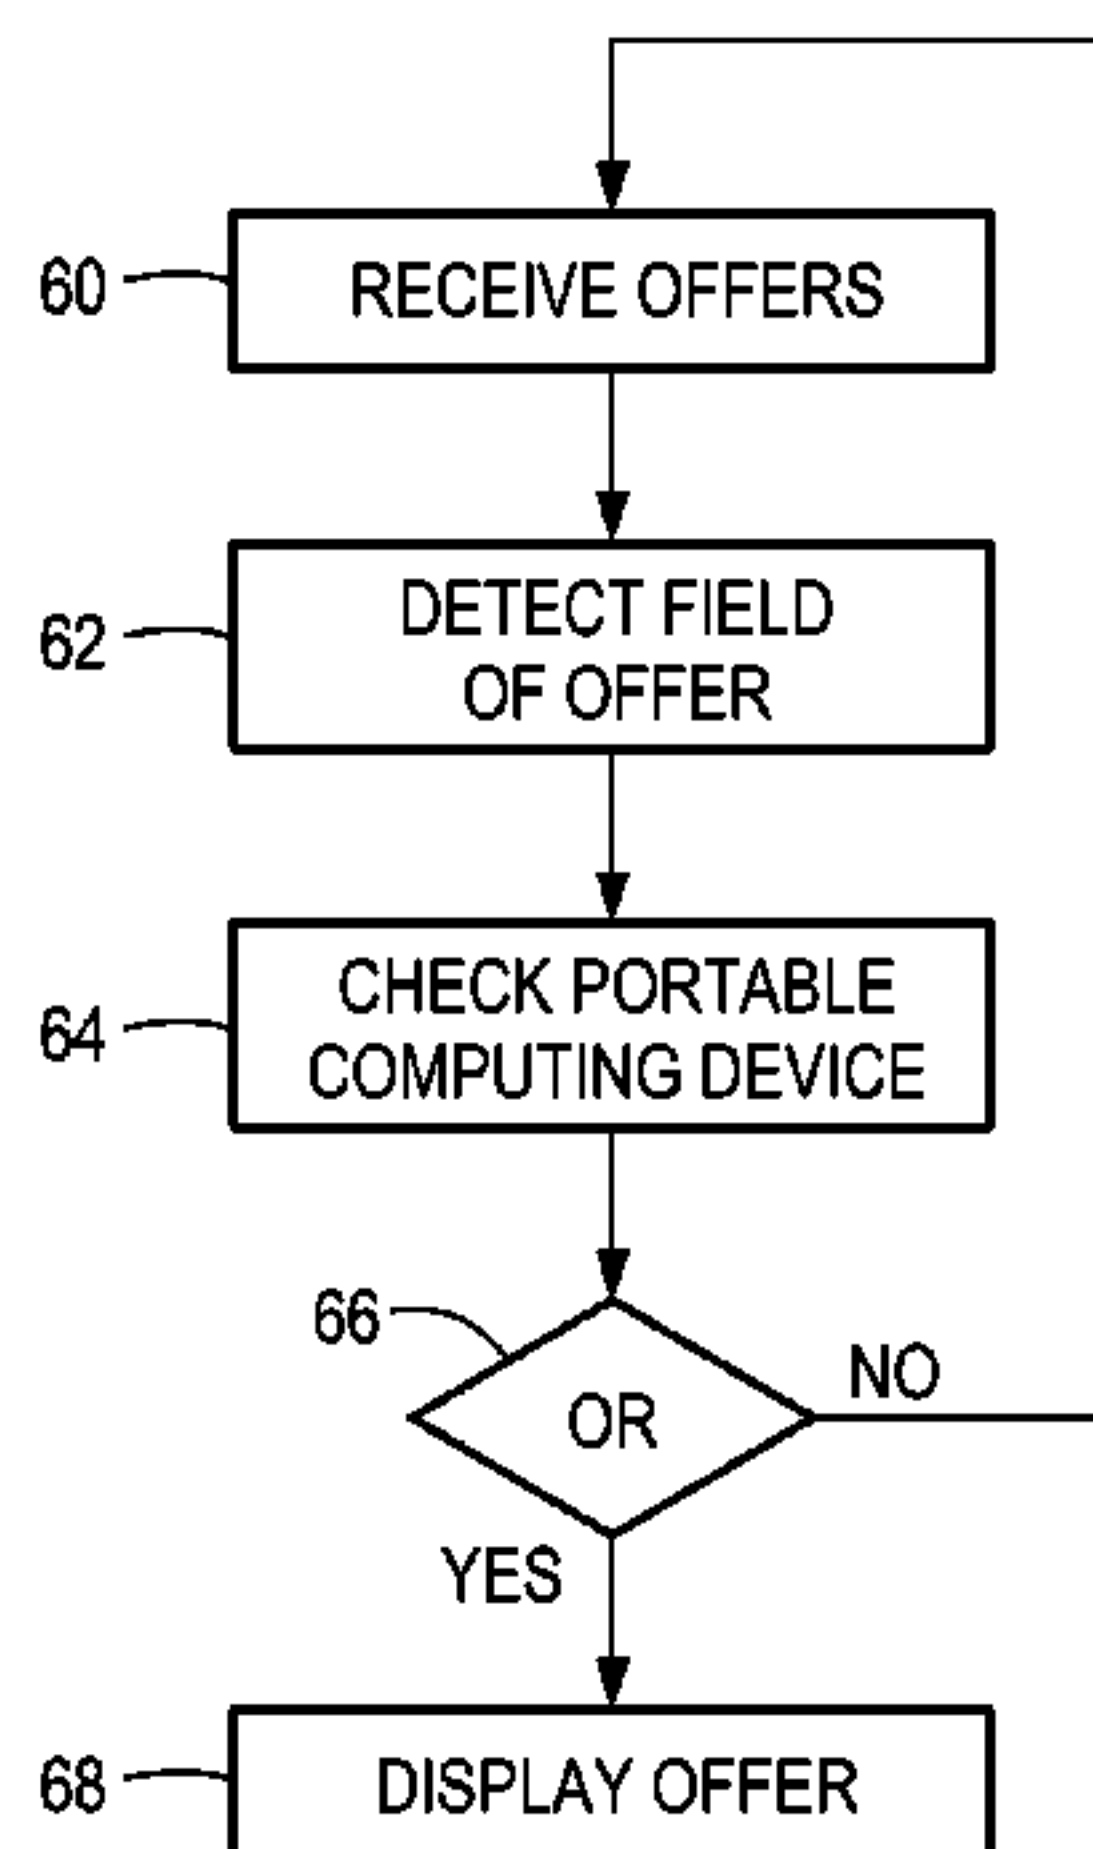 60
RECEIVE OFFERS
62
DETECT FIELD
OF OFFER
64
CHECK PORTABLE
COMPUTING DEVICE
66
OR
NO
YES
68
DISPLAY OFFER